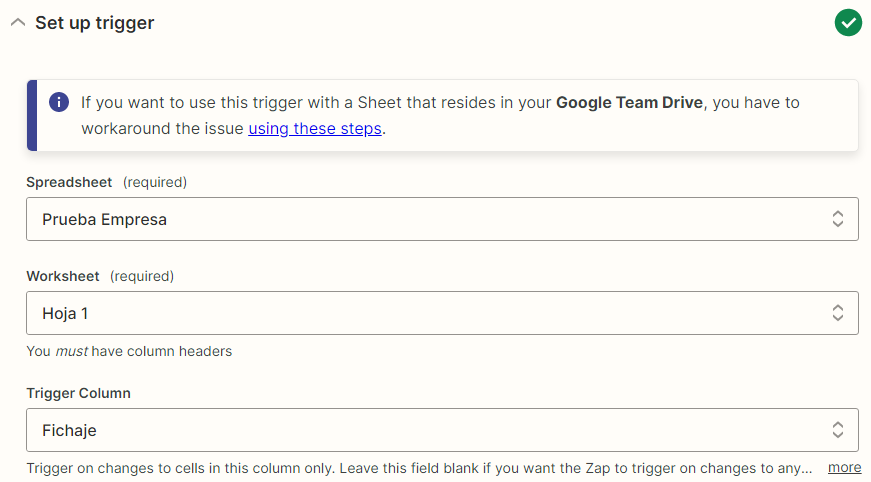 Set up trigger
If you want to use this trigger with a Sheet that resides in your Google Team Drive, you have to
workaround the issue using these steps.
Spreadsheet (required)
Prueba Empresa
Worksheet (required)
Hoja 1
You must have column headers
Trigger Column
Fichaje
Trigger on changes to cells in this column only. Leave this field blank if you want the Zap to trigger on changes to any... more